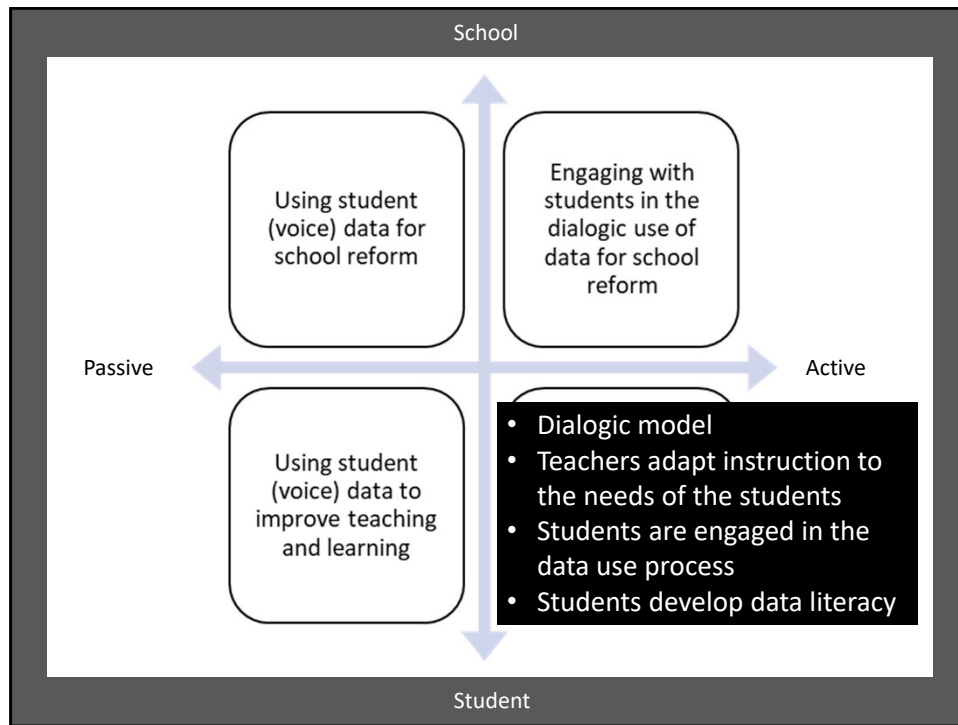 School
Using student
(voice) data for
school reform
Engaging with
students in the
dialogic use of
data for school
reform
Passive
Active
Using student
(voice) data to
improve teaching
and learning
• Dialogic model
• Teachers adapt instruction to
the needs of the students
• Students are engaged in the
data use process
• Students develop data literacy
Student